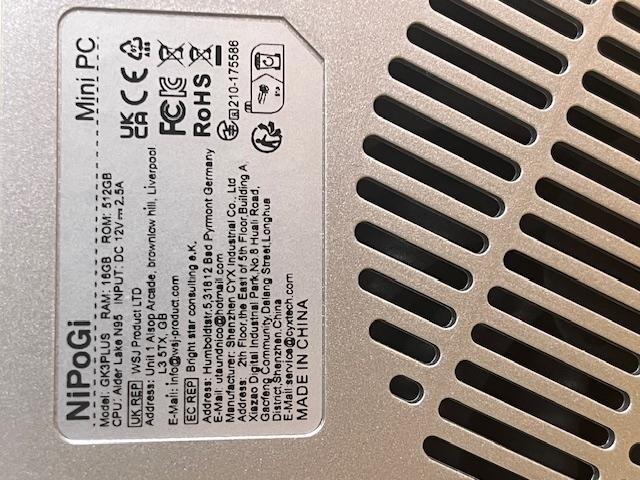 NiPoGi Mini PC
Model: GK3PLUS RAM: 16GB ROM: 512GB
CPU: Alder Lake N95 INPUT: DC 12V⎓2.5A
UK REP WSJ Product LTD
Address: Unit 1 Alsop Arcade, brownlow hill, Liverpool
L3 5TX, GB
E-Mail: info@wsj-product.com
EC REP Bright star consulting e.K.
Address: Humboldtstr.5,31812 Bad Pyrmont Germany
E-Mail: utaundnico@hotmail.com
Manufacturer: Shenzhen CYX Industrial Co., Ltd
Address: 2th Floor,the East of 5th Floor,Building A,
Xiazao Digital Industrial Park,No.8 Huali Road,
Gaofeng Community,Dalang Street,Longhua
District,Shenzhen,China
E-Mail service@cyxtech.com
MADE IN CHINA
UK
CA
CE
FC
RoHS
R 210-175586